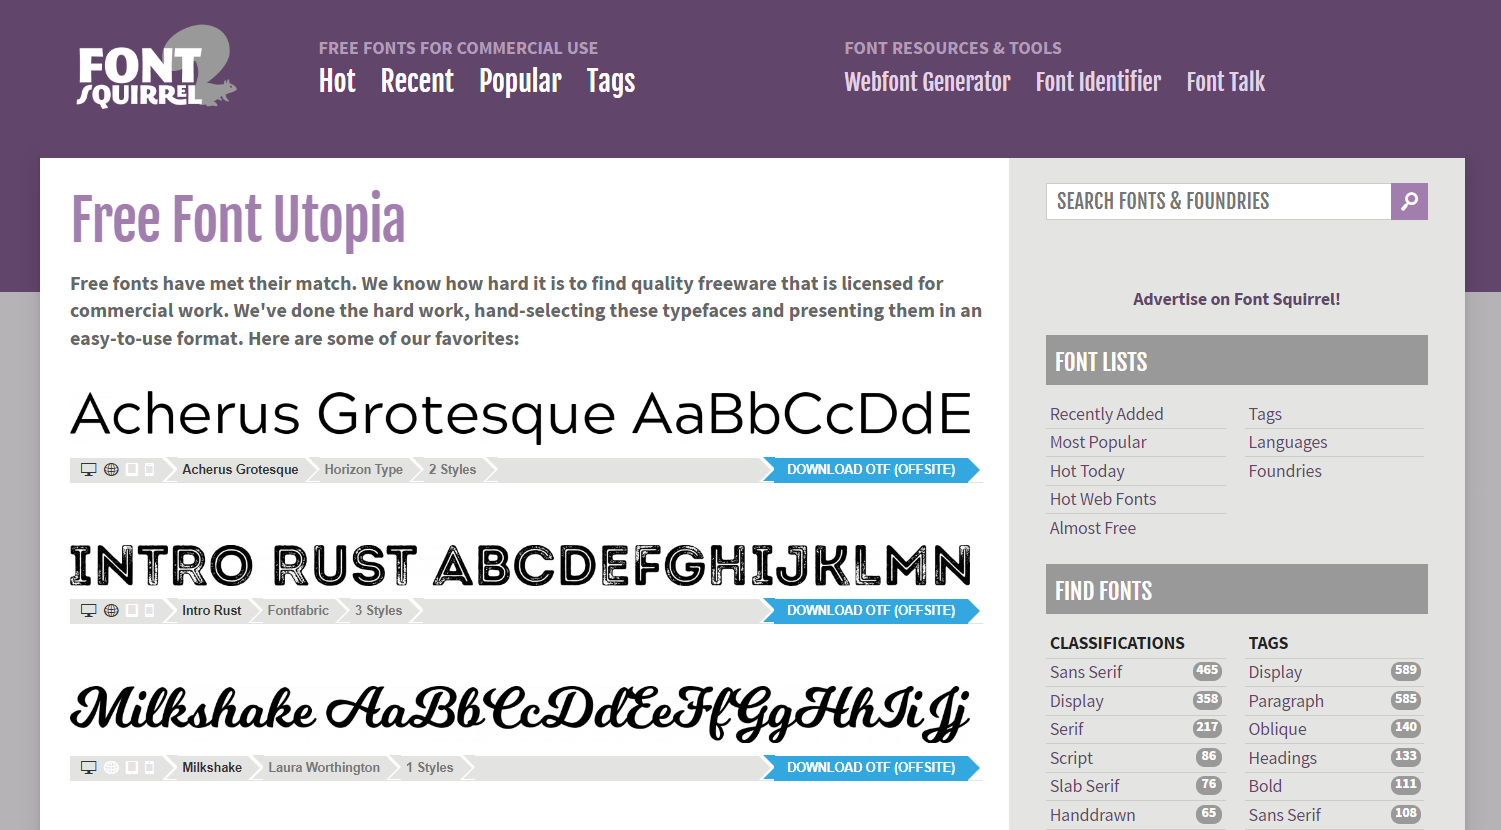 FONT SQUIRREL
FREE FONTS FOR COMMERCIAL USE
Hot Recent Popular Tags
FONT RESOURCES & TOOLS
Webfont Generator Font Identifier Font Talk
Free Font Utopia
Free fonts have met their match. We know how hard it is to find quality freeware that is licensed for
commercial work. We've done the hard work, hand-selecting these typefaces and presenting them in an
easy-to-use format. Here are some of our favorites:
Acherus Grotesque AaBbCcDdE
Acherus Grotesque Horizon Type 2 Styles DOWNLOAD OTF (OFFSITE)
INTRO RUST ABCDEFGHIJKLMN
Intro Rust Fontfabric 3 Styles DOWNLOAD OTF (OFFSITE)
Milkshake AaBbCcDdEeFfGgHhIiJj
Milkshake Laura Worthington 1 Styles DOWNLOAD OTF (OFFSITE)
SEARCH FONTS & FOUNDRIES
Advertise on Font Squirrel!
FONT LISTS
Recently Added Tags
Most Popular Languages
Hot Today Foundries
Hot Web Fonts
Almost Free
FIND FONTS
CLASSIFICATIONS TAGS
Sans Serif 465 Display 589
Display 358 Paragraph 585
Serif 217 Oblique 140
Script 86 Headings 133
Slab Serif 76 Bold 111
Handdrawn 65 Sans Serif 108